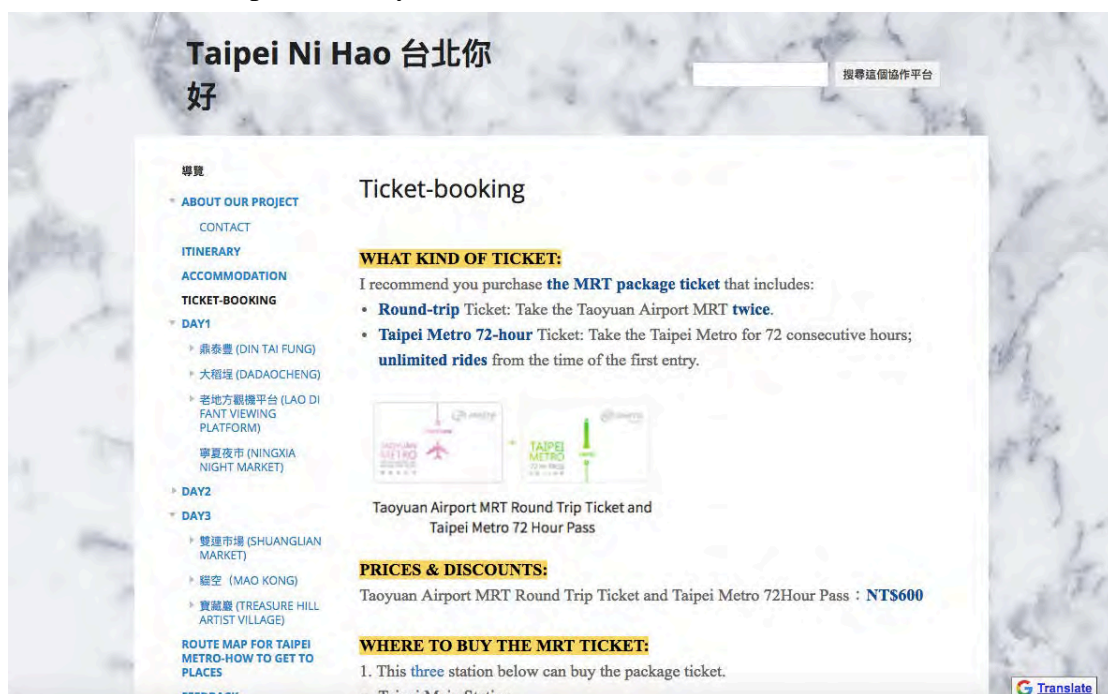 Taipei Ni Hao 台北你
好
搜尋這個協作平台
導覽
ABOUT OUR PROJECT
CONTACT
ITINERARY
ACCOMMODATION
TICKET-BOOKING
DAY1
鼎泰豐 (DIN TAI FUNG)
大稻埕 (DADAOCHENG)
老地方觀機平台 (LAO DI
FANT VIEWING
PLATFORM)
寧夏夜市 (NINGXIA
NIGHT MARKET)
DAY2
DAY3
雙連市場 (SHUANGLIAN
MARKET)
貓空 (MAO KONG)
寶藏巖 (TREASURE HILL
ARTIST VILLAGE)
ROUTE MAP FOR TAIPEI
METRO-HOW TO GET TO
PLACES
FEEDBACK
Ticket-booking
WHAT KIND OF TICKET:
I recommend you purchase the MRT package ticket that includes:
• Round-trip Ticket: Take the Taoyuan Airport MRT twice.
• Taipei Metro 72-hour Ticket: Take the Taipei Metro for 72 consecutive hours;
unlimited rides from the time of the first entry.
TAOYUAN
METRO
TAIPEI
METRO
Taoyuan Airport MRT Round Trip Ticket and
Taipei Metro 72 Hour Pass
PRICES & DISCOUNTS:
Taoyuan Airport MRT Round Trip Ticket and Taipei Metro 72Hour Pass：NT$600
WHERE TO BUY THE MRT TICKET:
1. This three station below can buy the package ticket.
Taipei Main Station
Translate